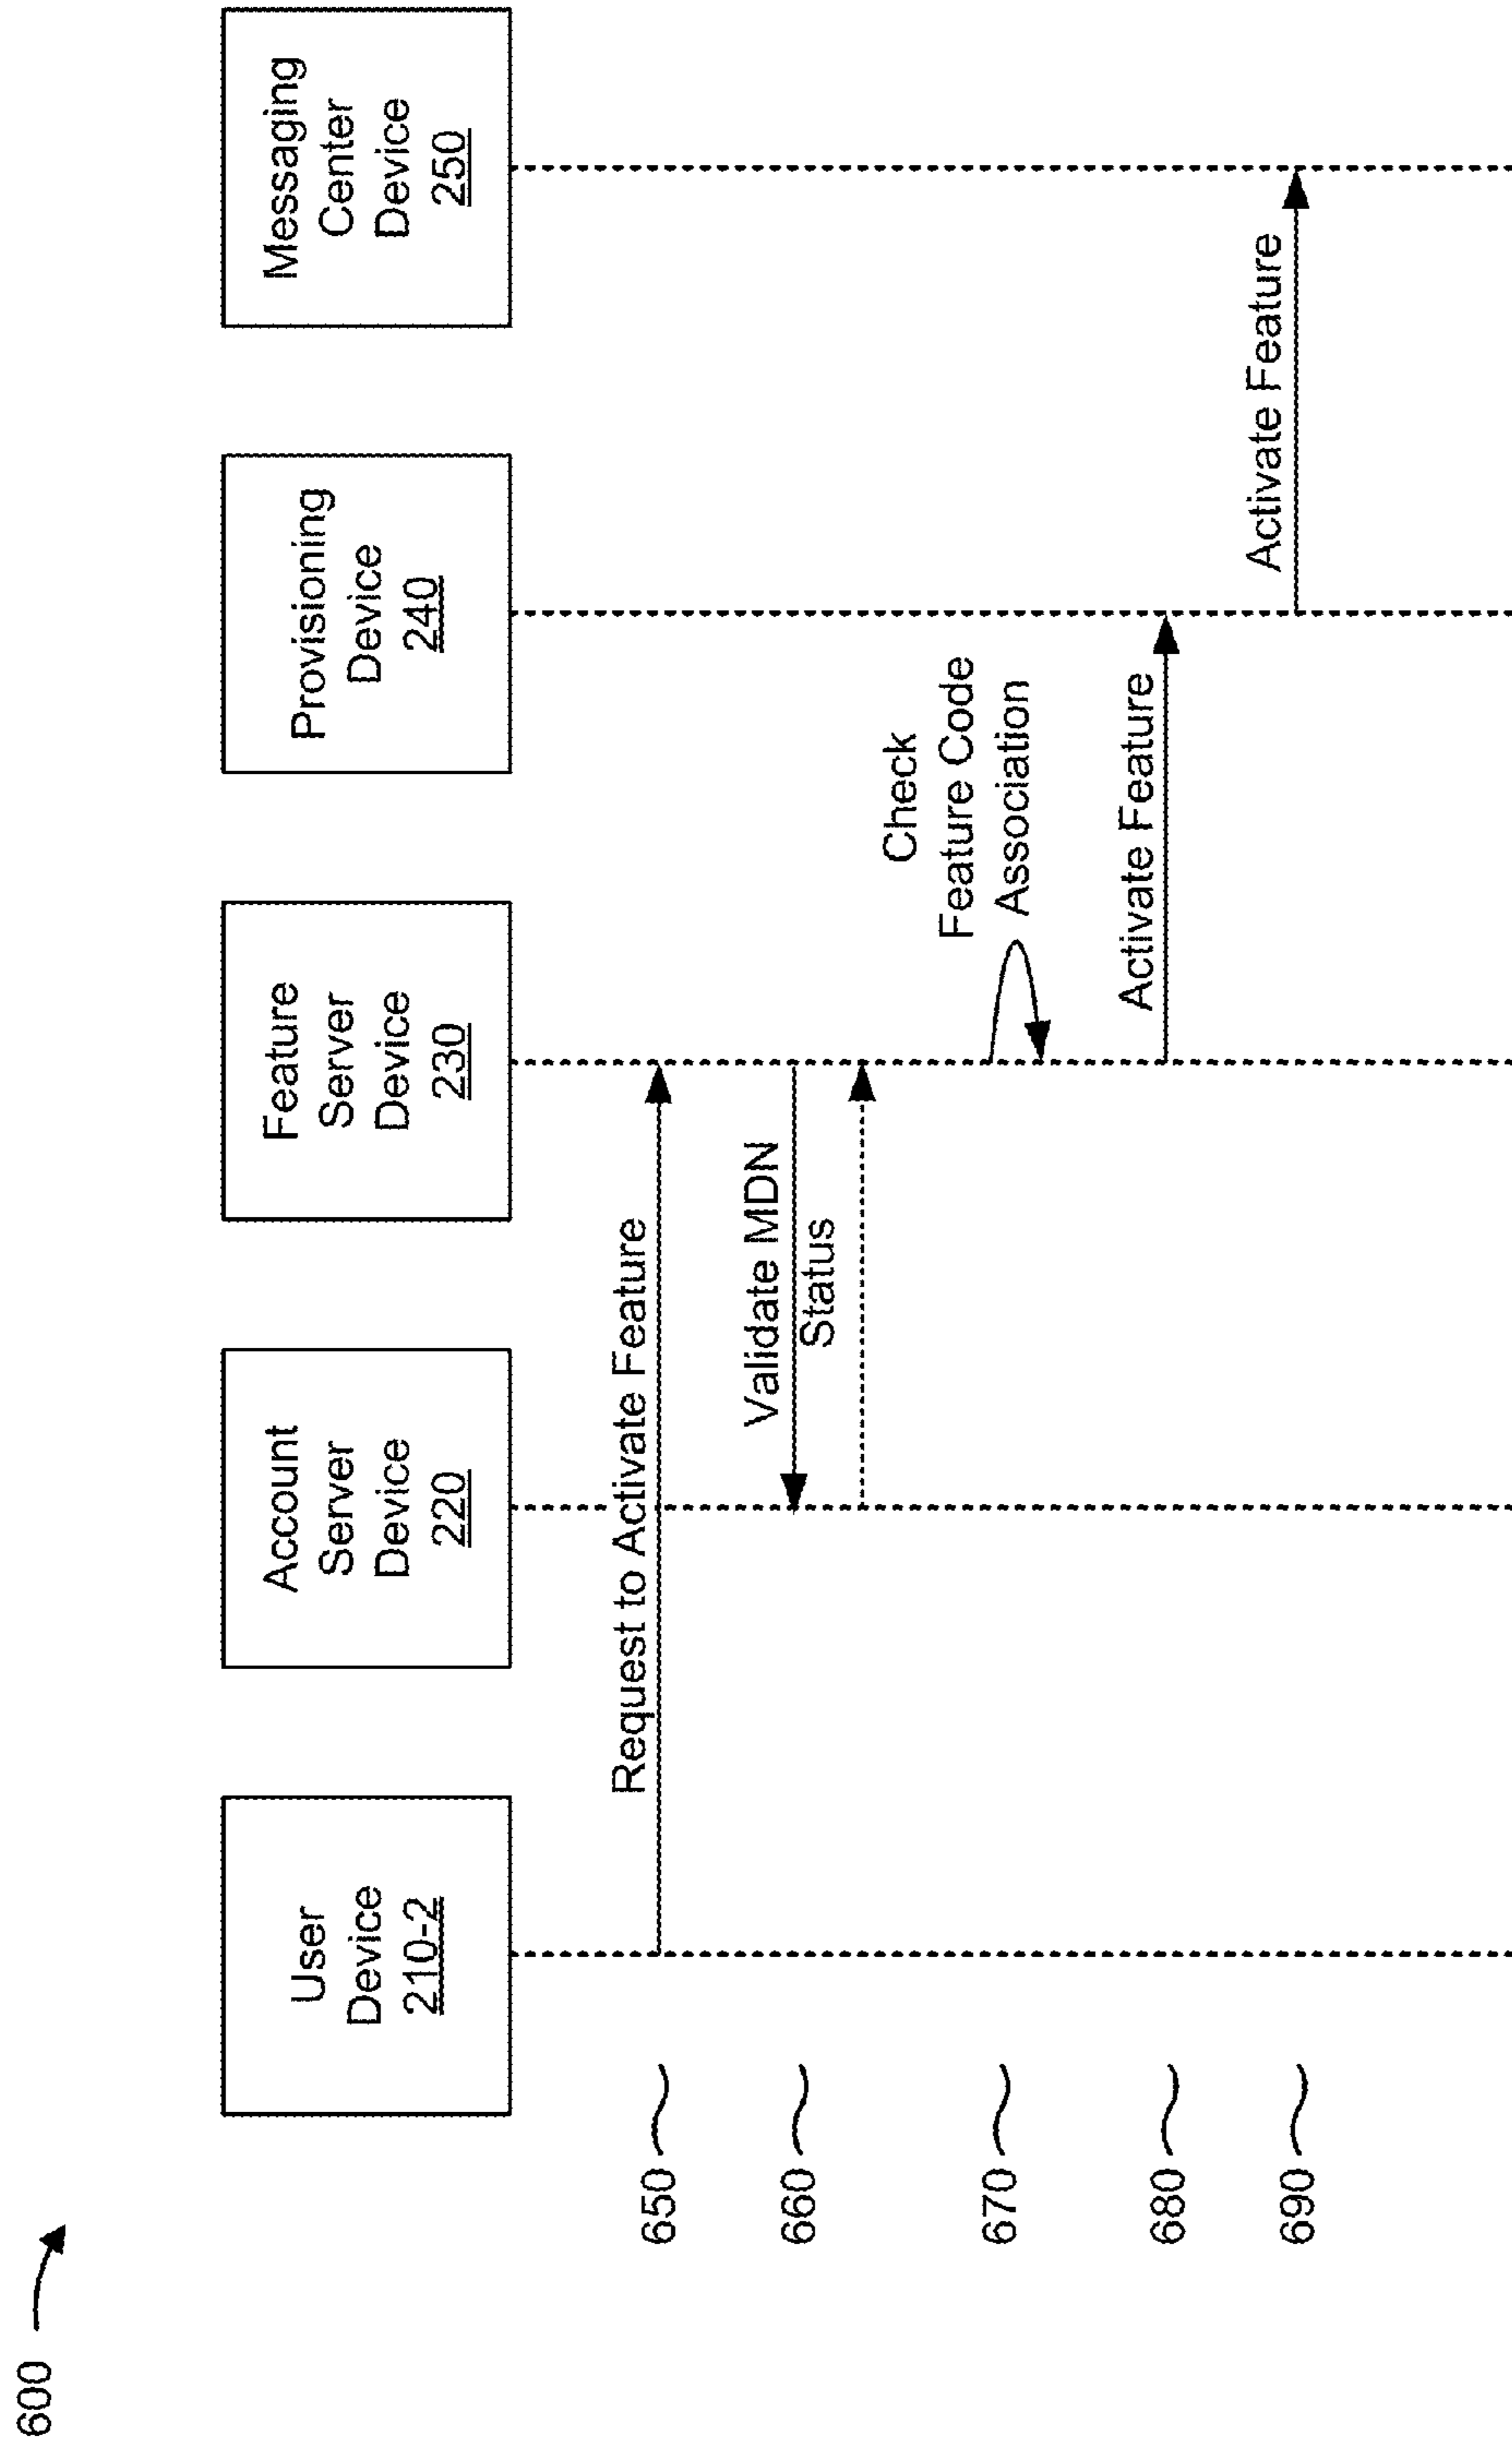 600
User
Device
210-2
Account
Server
Device
220
Feature
Server
Device
230
Provisioning
Device
240
Messaging
Center
Device
250
650
Request to Activate Feature
660
Validate MDN
Status
670
Check
Feature Code
Association
680
Activate Feature
690
Activate Feature